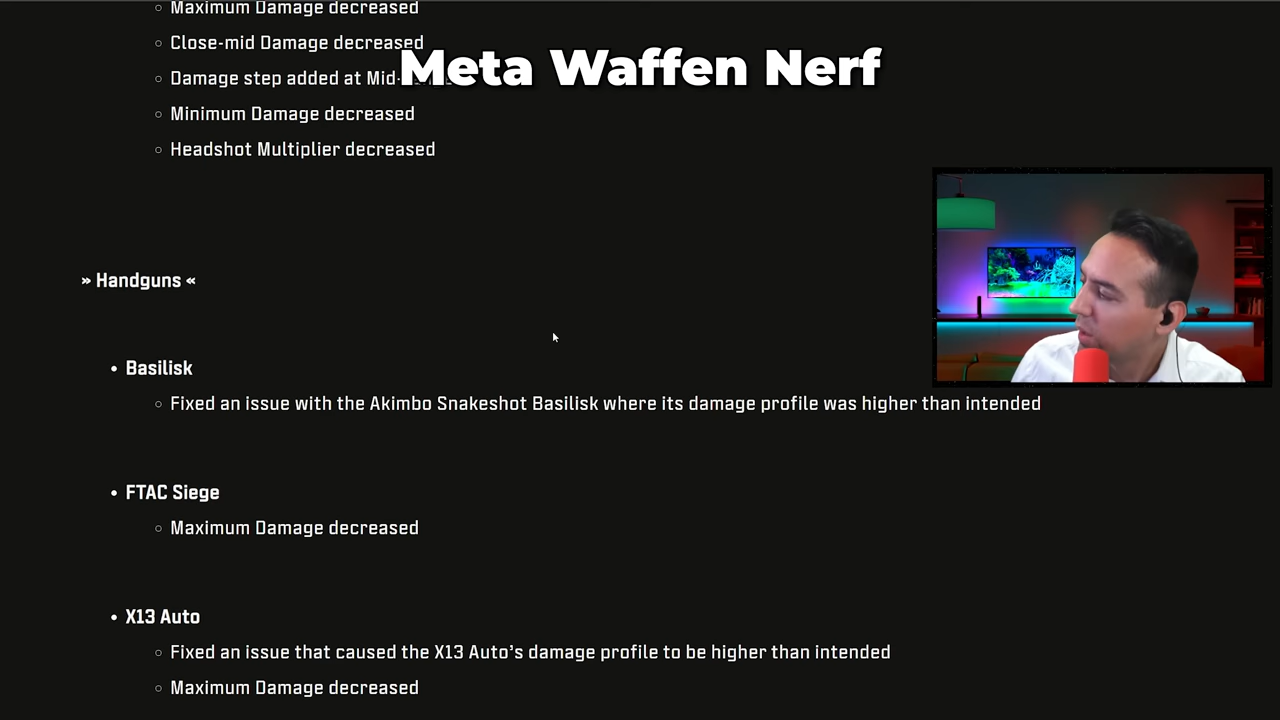 Maximum Damage decreased
Close-mid Damage decreased
Meta Waffen Nerf
Damage step added at Mid-
Minimum Damage decreased
Headshot Multiplier decreased
» Handguns «
• Basilisk
Fixed an issue with the Akimbo Snakeshot Basilisk where its damage profile was higher than intended
• FTAC Siege
Maximum Damage decreased
• X13 Auto
Fixed an issue that caused the X13 Auto's damage profile to be higher than intended
Maximum Damage decreased